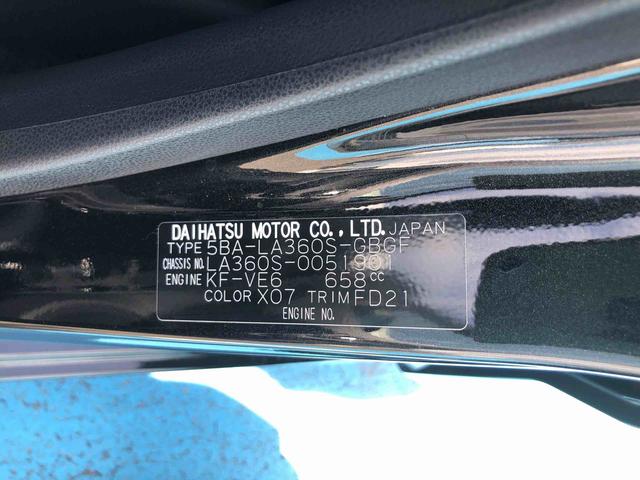 DAIHATSU MOTOR CO., LTD. JAPAN
TYPE 5BA-LA360S-GBGF
CHASSIS NO. LA360S-0051901
ENGINE KF-VE6 658cc
COLOR X07 TRIM FD21
ENGINE NO.